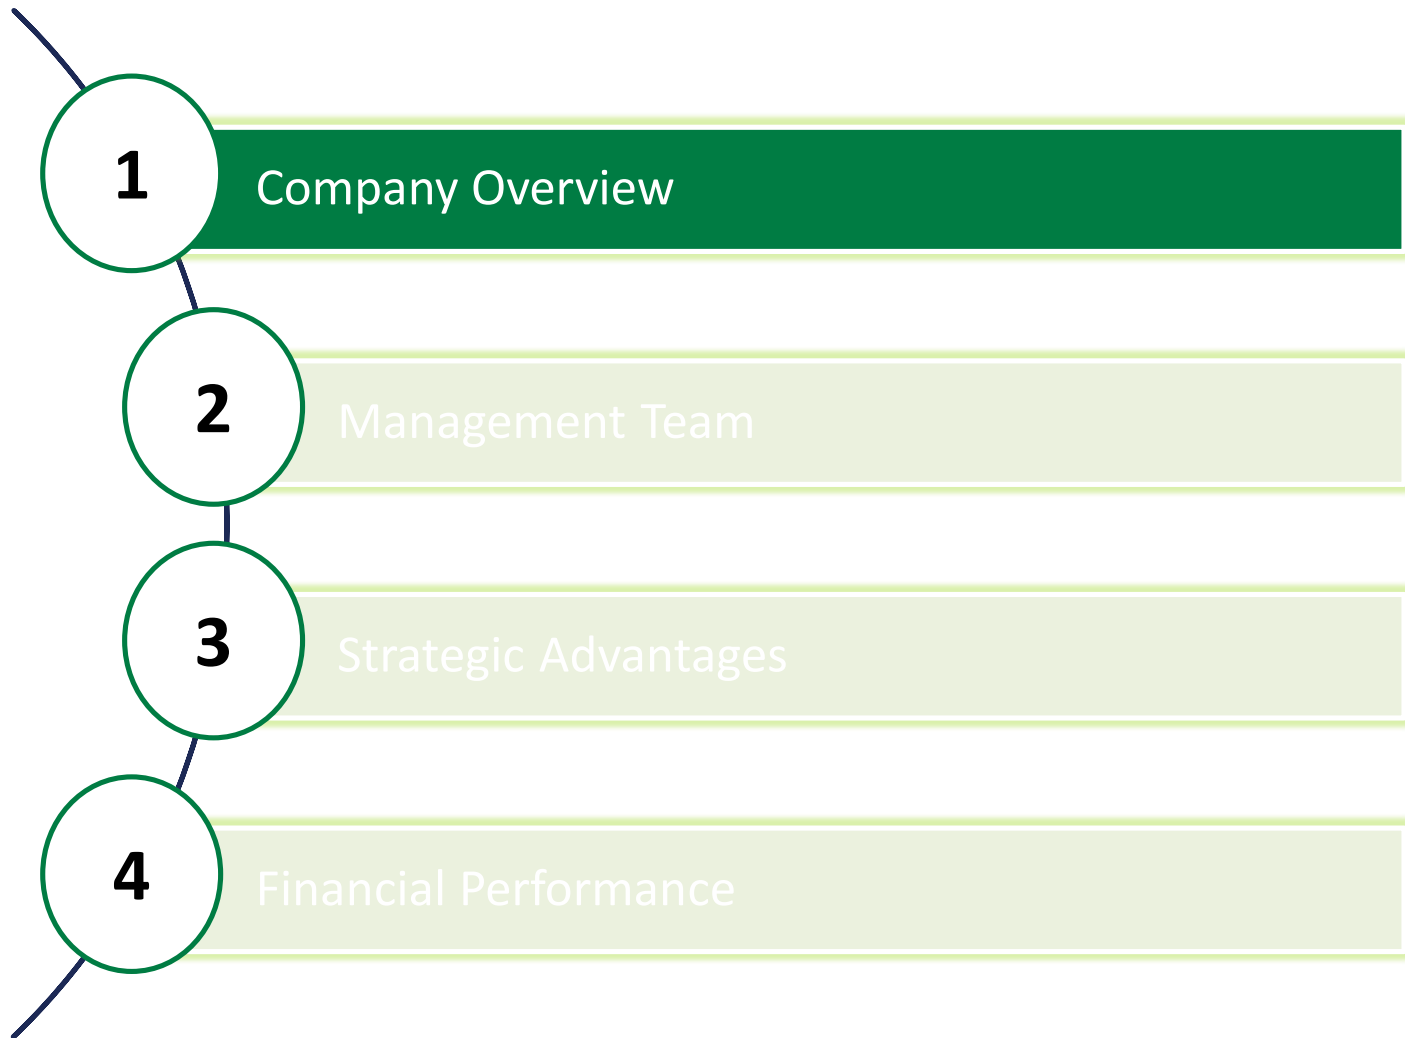 1
Company Overview
2
Management Team
3
Strategic Advantages
4
Financial Performance